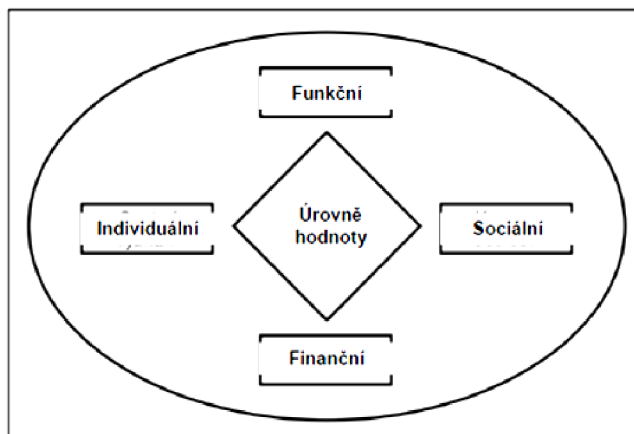 Funkční
Individuální
Úrovně
hodnoty
Sociální
Finanční